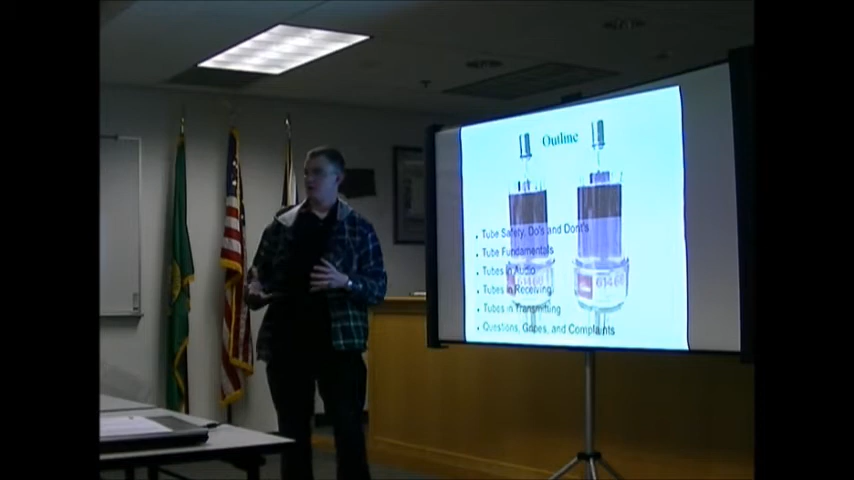 Outline
• Tube Safety, Do's and Dont's
• Tube Fundamentals
• Tubes in Audio
• Tubes in Receiving
• Tubes in Transmitting
• Questions, Gripes, and Complaints
6146B